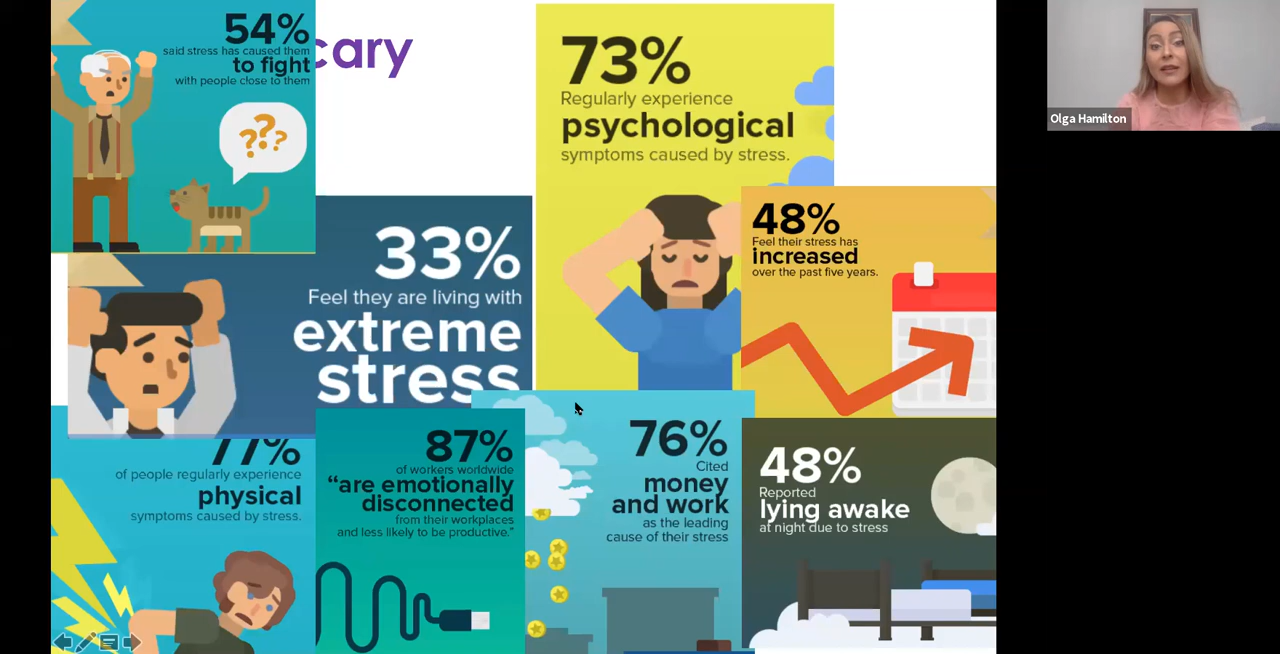 54%
said stress has caused them
to fight
with people close to them
???
cary
73%
Regularly experience
psychological
symptoms caused by stress.
Olga Hamilton
33%
Feel they are living with
extreme
stress
48%
Feel their stress has
increased
over the past five years.
77%
of people regularly experience
physical
symptoms caused by stress.
87%
of workers worldwide
“are emotionally
disconnected
from their workplaces
and less likely to be productive.”
76%
Cited
money
and work
as the leading
cause of their stress
48%
Reported
lying awake
at night due to stress